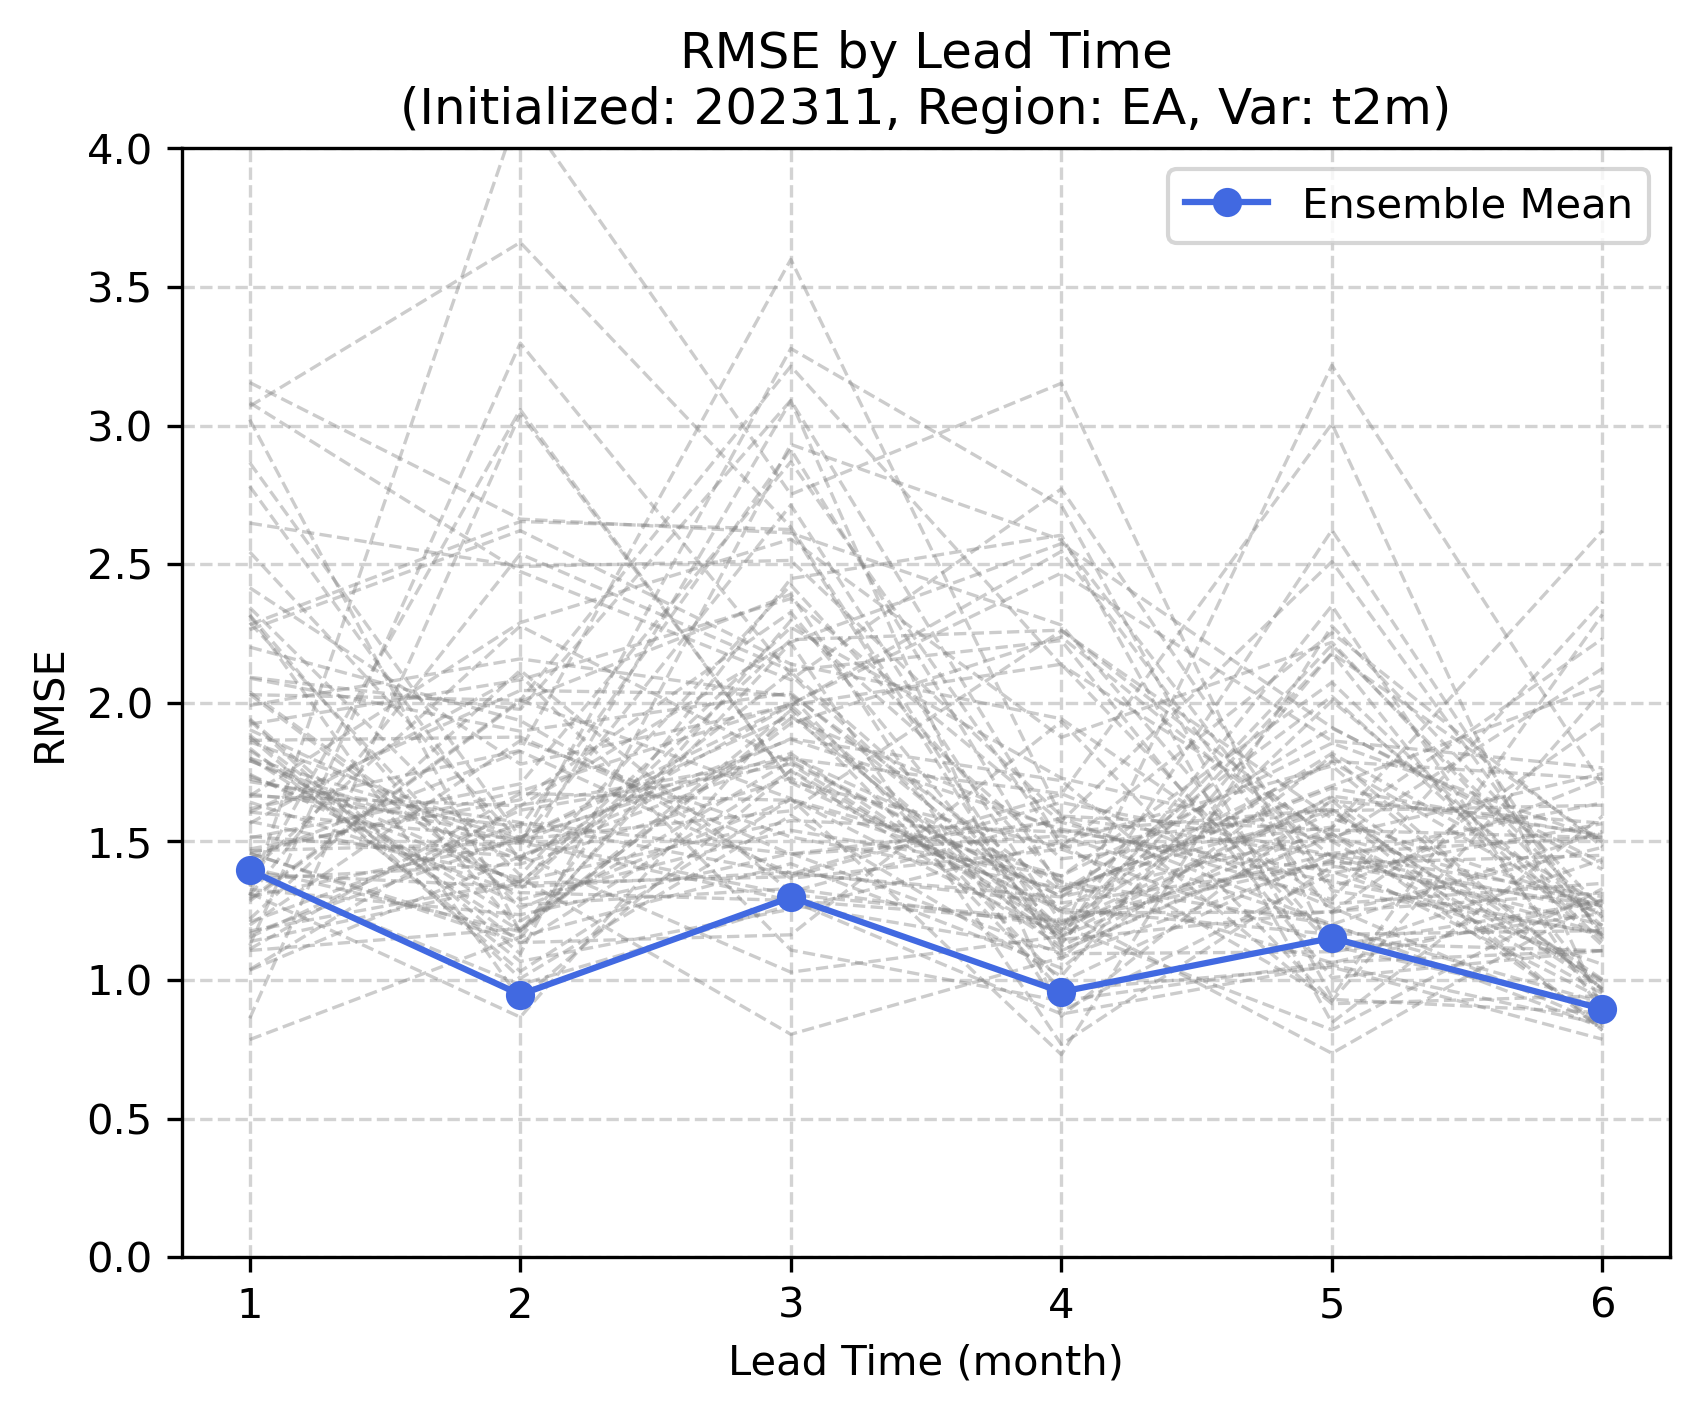 RMSE by Lead Time
(Initialized: 202311, Region: EA, Var: t2m)
4.0
3.5
3.0
2.5
2.0
1.5
1.0
0.5
0.0
RMSE
Ensemble Mean
1 2 3 4 5 6
Lead Time (month)